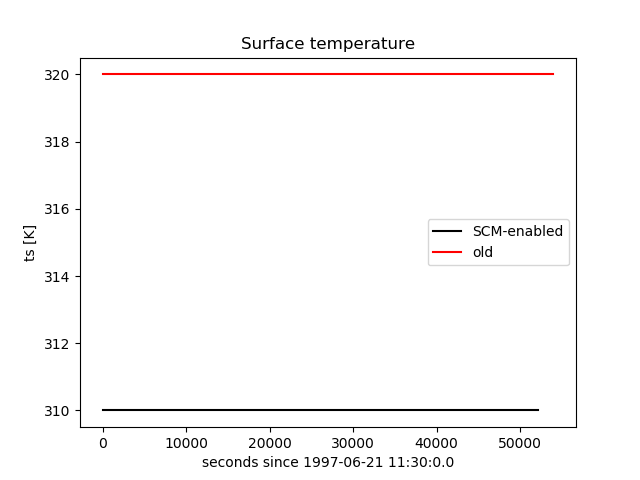 Surface temperature
320
318
316
314
312
310
ts [K]
SCM-enabled
old
0
10000
20000
30000
40000
50000
seconds since 1997-06-21 11:30:0.0